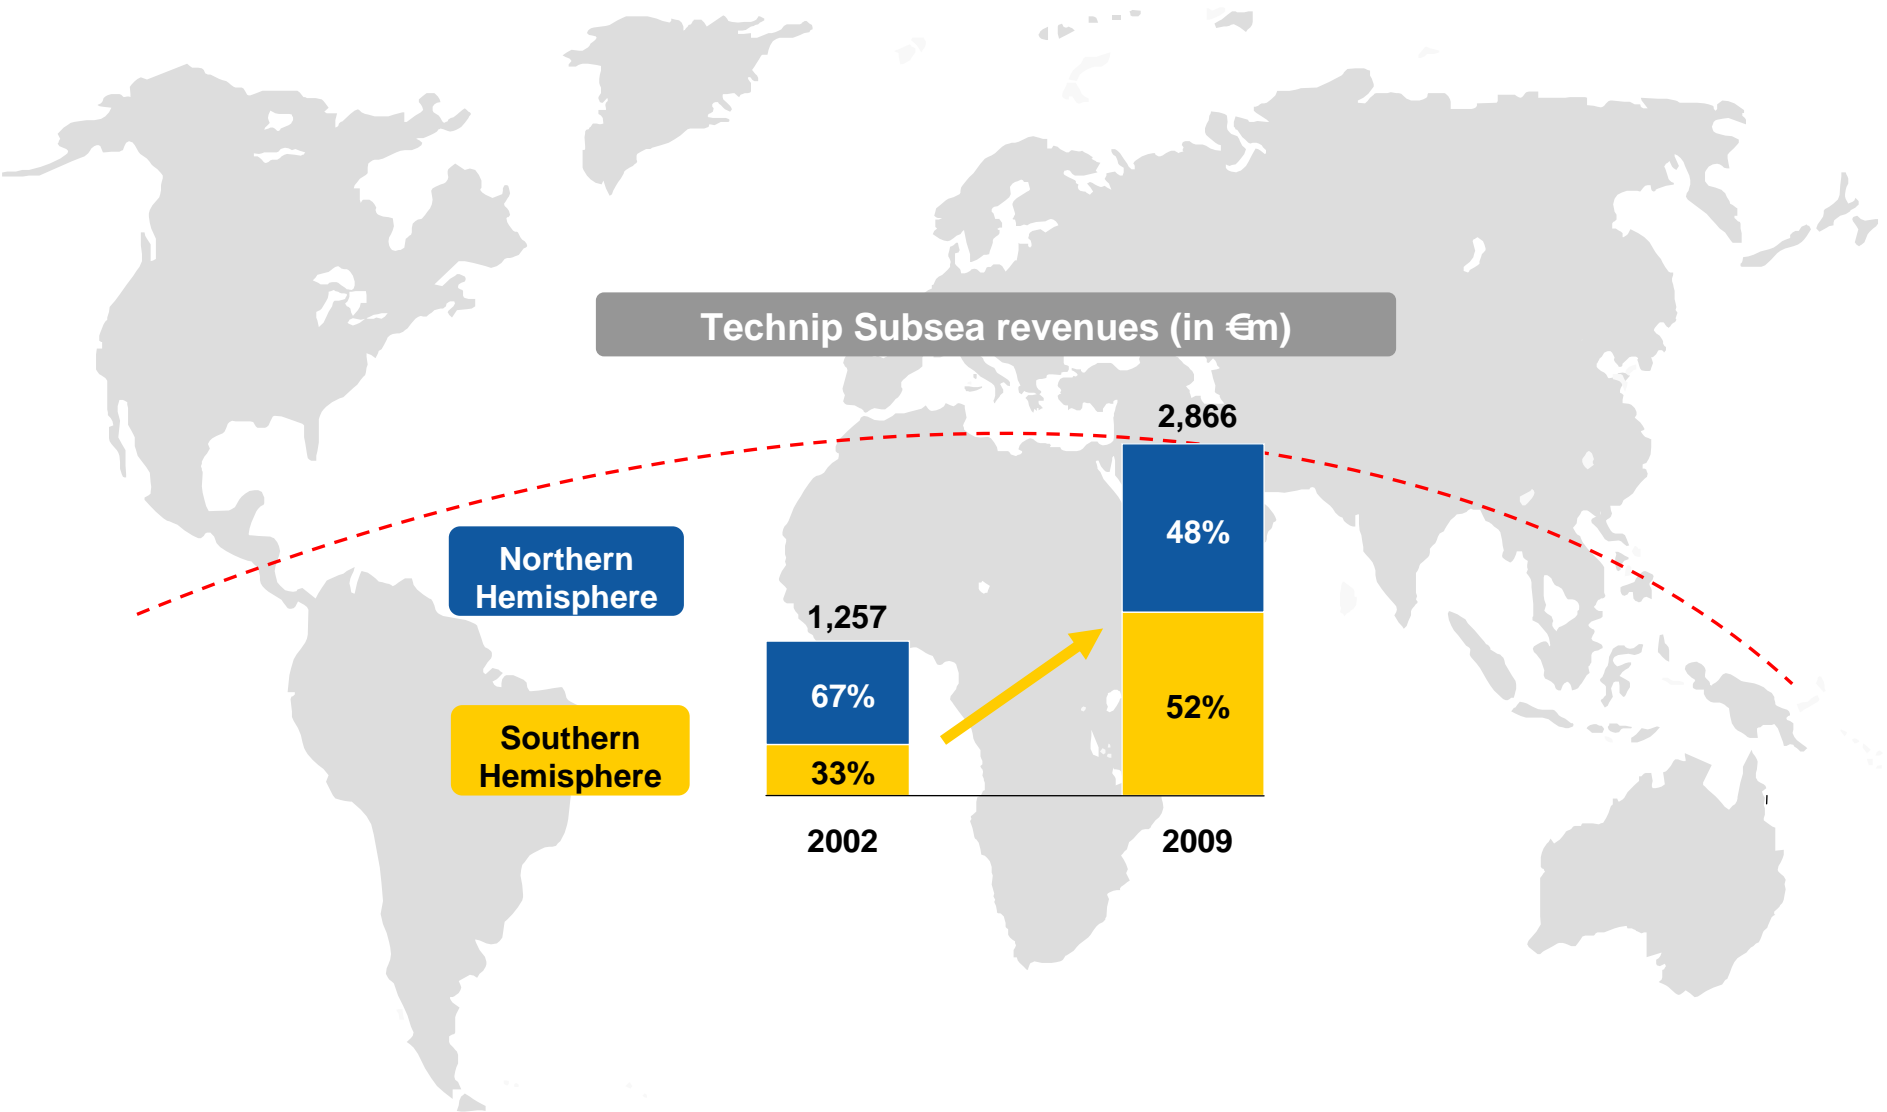 Technip Subsea revenues (in €m)
2,866
48%
Northern
Hemisphere
1,257
67%
52%
Southern
Hemisphere
33%
2002
2009